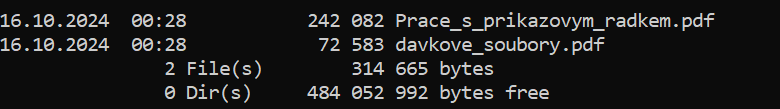 16.10.2024  00:28           242 082 Prace_s_prikazovym_radkem.pdf
16.10.2024  00:28            72 583 davkove_soubory.pdf
               2 File(s)        314 665 bytes
               0 Dir(s)     484 052 992 bytes free